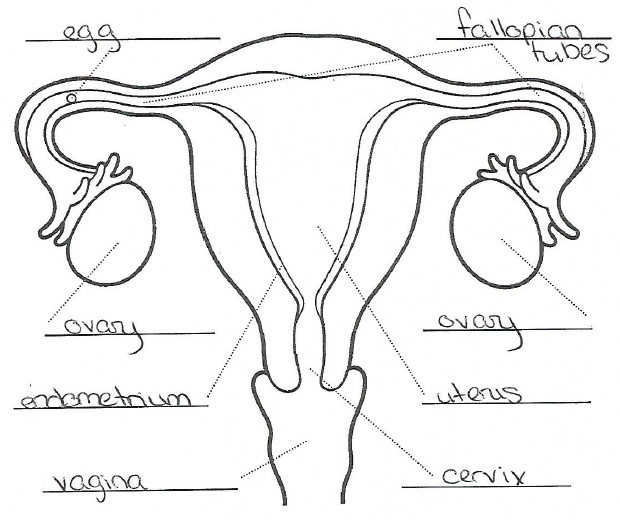 egg
fallopian
tubes
ovary
ovary
endometrium
uterus
vagina
cervix